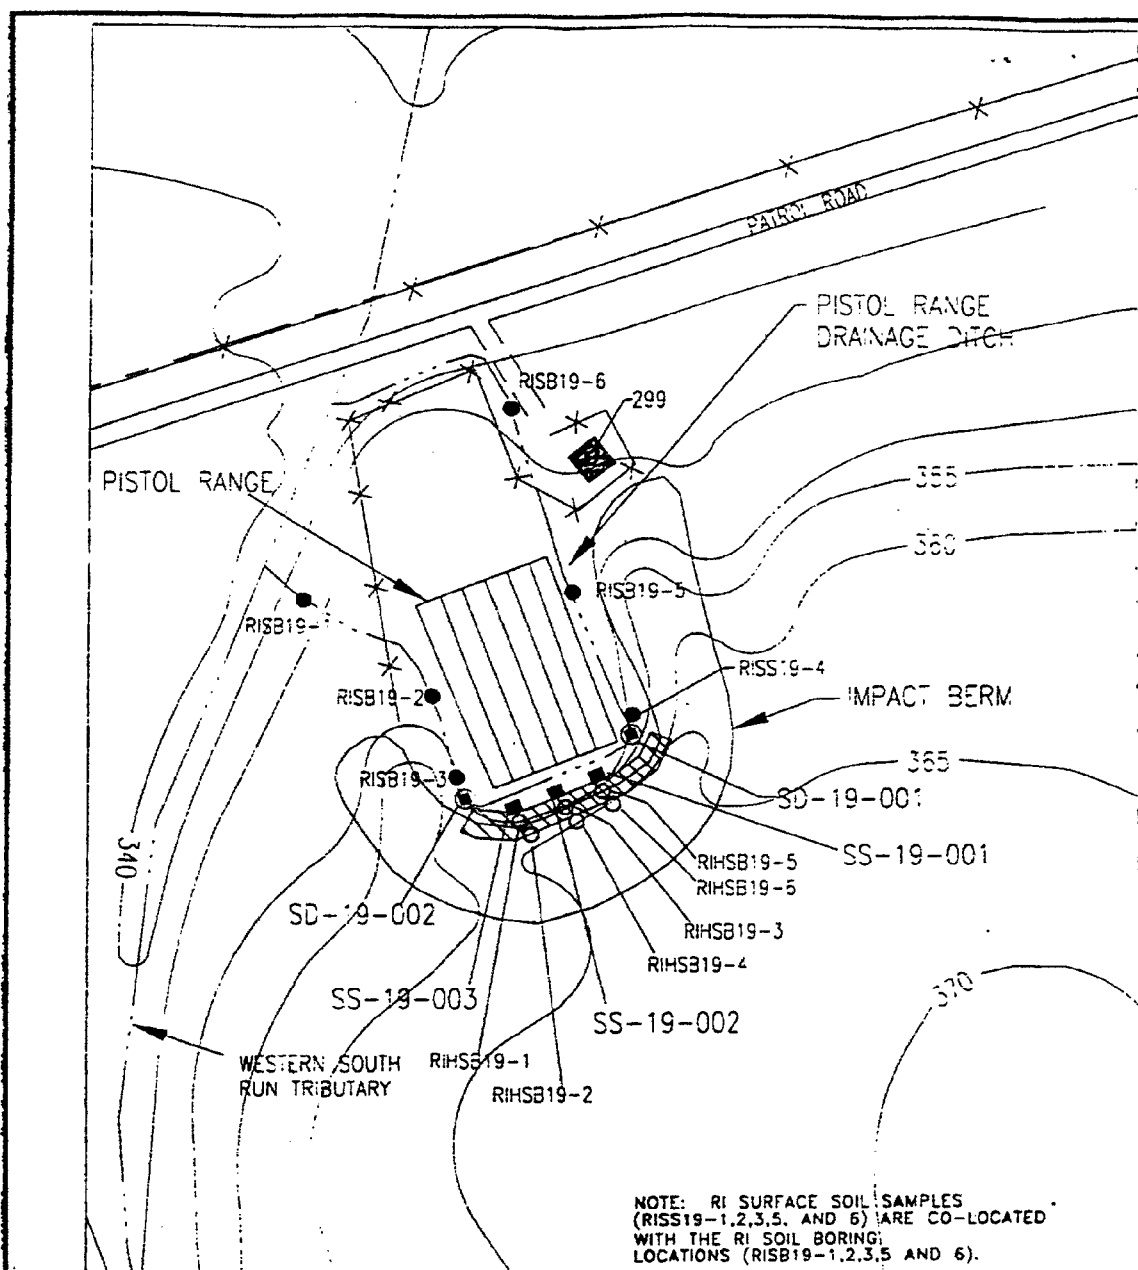 PATROL ROAD
PISTOL RANGE
DRAINAGE DITCH
RISB19-6
299
PISTOL RANGE
365
360
RISB19-5
RISB19-1
RISS19-4
RISB19-2
IMPACT BERM
365
RISB19-3
SD-19-001
340
SS-19-001
RIHSB19-5
RIHSB19-6
SD-19-002
RIHSB19-3
RIHSB19-4
370
SS-19-003
SS-19-002
WESTERN SOUTH
RUN TRIBUTARY
RIHSB19-1
RIHSB19-2
NOTE: RI SURFACE SOIL SAMPLES
(RISS19-1,2,3,5, AND 6) ARE CO-LOCATED
WITH THE RI SOIL BORING
LOCATIONS (RISB19-1,2,3,5 AND 6).